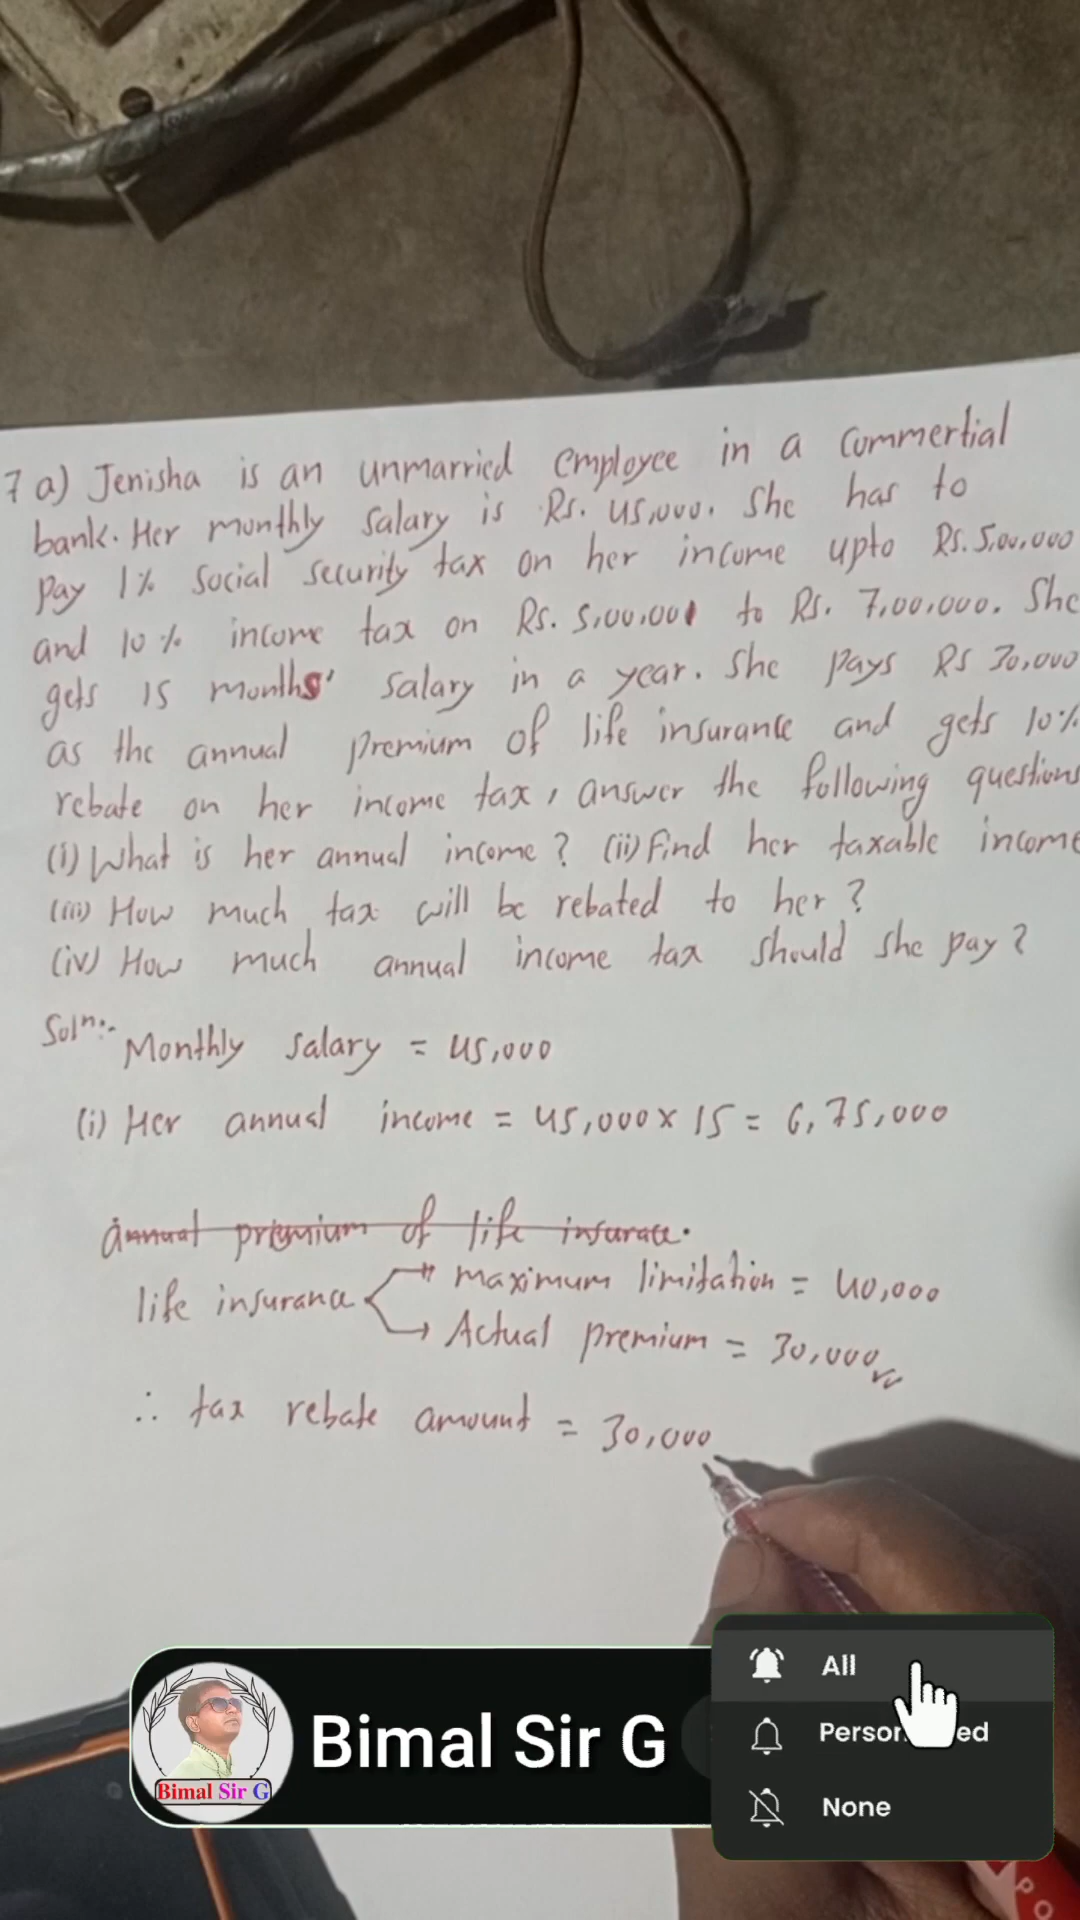 7 a) Jenisha is an unmarried employee in a Commertial
bank. Her monthly salary is Rs. 45,000. She has to
pay 1% social security tax on her income upto Rs. 5,00,000
and 10% income tax on Rs. 5,00,001 to Rs. 7,00,000. She
gets 15 months' salary in a year. She pays Rs 30,000
as the annual premium of life insurance and gets 10%
rebate on her income tax, answer the following questions
(i) What is her annual income? (ii) find her taxable income
(iii) How much tax will be rebated to her?
(iv) How much annual income tax should she pay?
Solⁿ:-
Monthly salary = 45,000
(i) Her annual income = 45,000 x 15 = 6,75,000
Annual premium of life insurace.
life insurance → maximum limitation = 40,000
→ Actual premium = 30,000
∴ tax rebate amount = 30,000
Bimal Sir G
Bimal Sir G
All
None